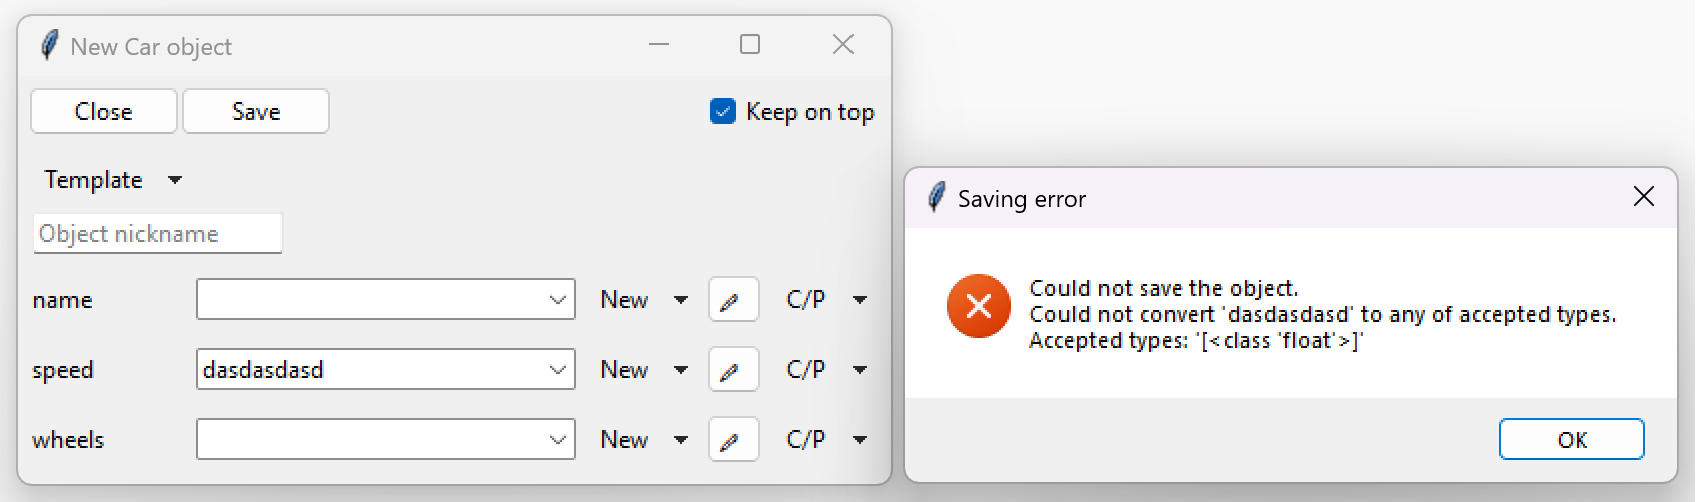 New Car object
Close Save Keep on top
Template
Object nickname
name New C/P
speed dasdasdasd New C/P
wheels New C/P
Saving error
Could not save the object.
Could not convert 'dasdasdasd' to any of accepted types.
Accepted types: '[<class 'float'>]'
OK